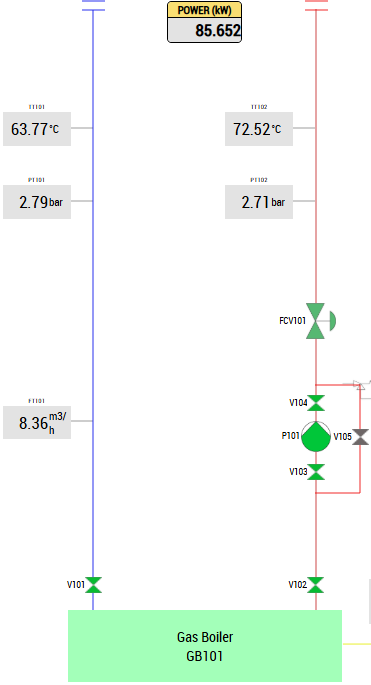 POWER (kW)
85.652
TT101
63.77 °C
TT102
72.52 °C
PT101
2.79 bar
PT102
2.71 bar
FCV101
FT101
8.36 m3/
h
V104
P101
V105
V103
V101
V102
Gas Boiler
GB101